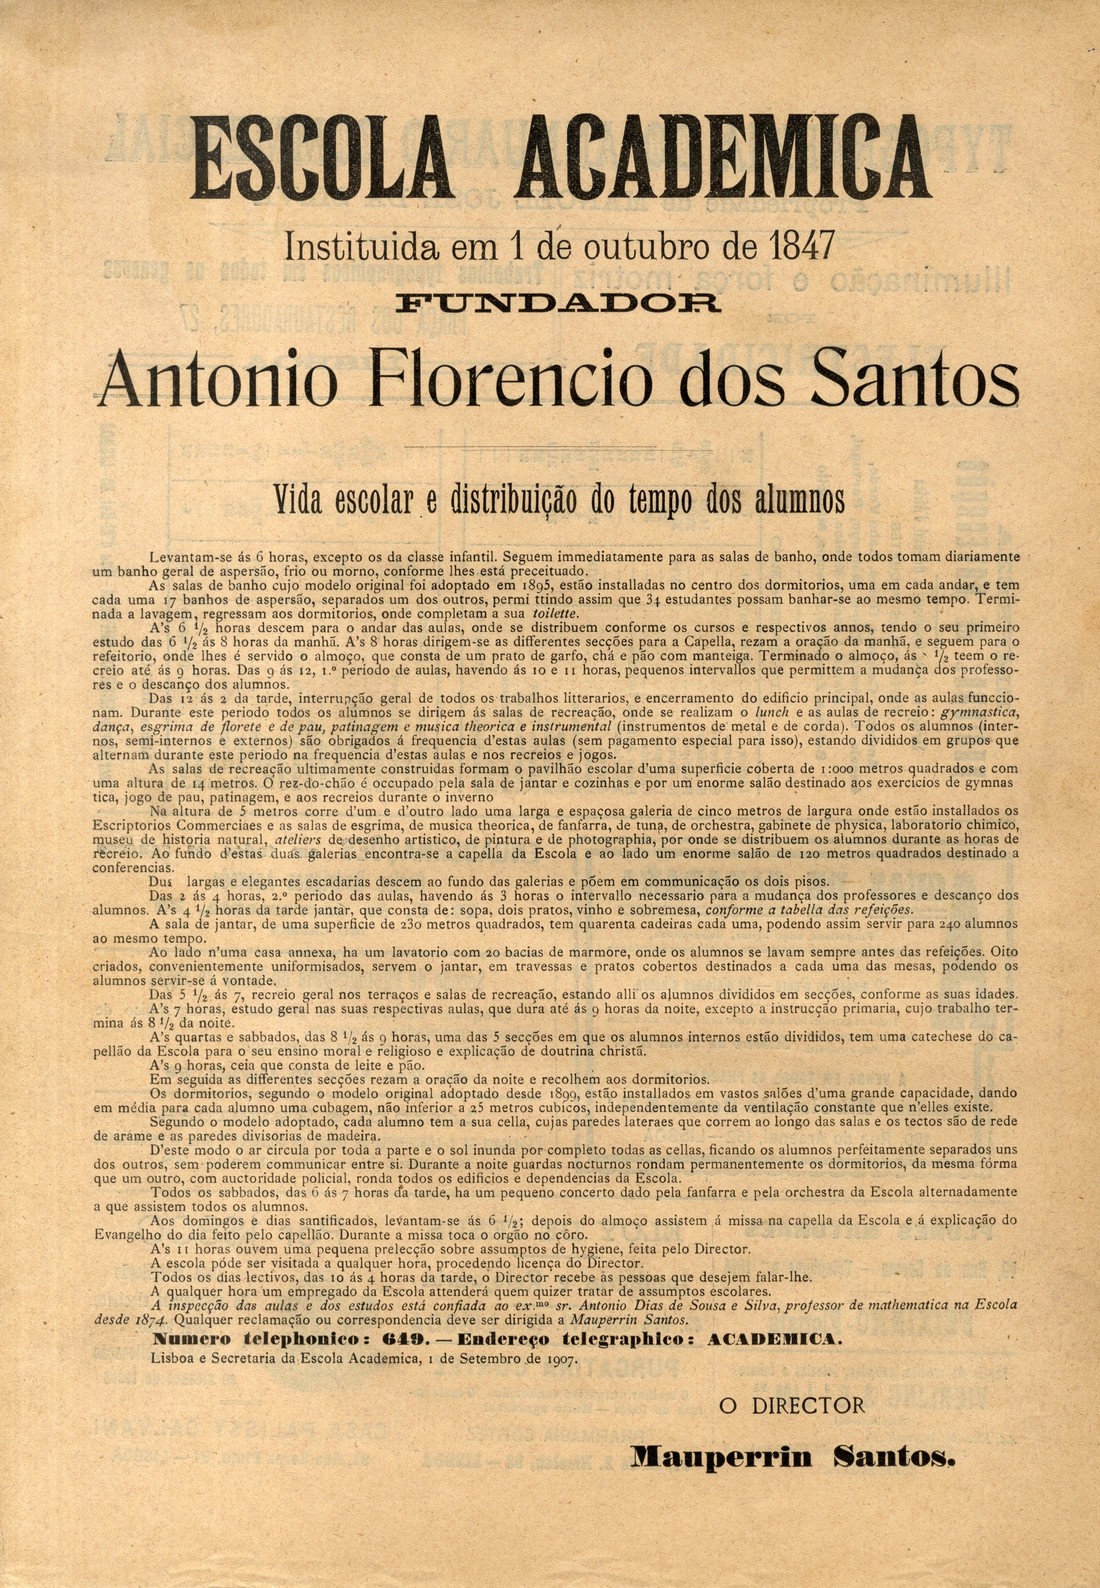 ESCOLA ACADEMICA
Instituida em 1 de outubro de 1847
FUNDADOR
Antonio Florencio dos Santos
Vida escolar e distribuição do tempo dos alumnos
Levantam-se ás 6 horas, excepto os da classe infantil. Seguem immediatamente para as salas de banho, onde todos tomam diariamente
um banho geral de aspersão, frio ou morno, conforme lhes está preceituado.
As salas de banho cujo modelo original foi adoptado em 1895, estão installadas no centro dos dormitorios, uma em cada andar, e tem
cada uma 17 banhos de aspersão, separados um dos outros, permi ttindo assim que 34 estudantes possam banhar-se ao mesmo tempo. Termi-
nada a lavagem, regressam aos dormitorios, onde completam a sua toilette.
A's 6 1/2 horas descem para o andar das aulas, onde se distribuem conforme os cursos e respectivos annos, tendo o seu primeiro
estudo das 6 1/2 ás 8 horas da manhã. A's 8 horas dirigem-se as differentes secções para a Capella, rezam a oração da manhã, e seguem para o
refeitorio, onde lhes é servido o almoço, que consta de um prato de garfo, chá e pão com manteiga. Terminado o almoço, ás 1/2 teem o re-
creio até ás 9 horas. Das 9 ás 12, 1.º periodo de aulas, havendo ás 10 e 11 horas, pequenos intervallos que permittem a mudança dos professo-
res e o descanço dos alumnos.
Das 12 ás 2 da tarde, interrupção geral de todos os trabalhos litterarios, e encerramento do edificio principal, onde as aulas funccio-
nam. Durante este periodo todos os alumnos se dirigem ás salas de recreação, onde se realizam o lunch e as aulas de recreio: gymnastica,
dança, esgrima de florete e de pau, patinagem e musica theorica e instrumental (instrumentos de metal e de corda). Todos os alumnos (inter-
nos, semi-internos e externos) são obrigados á frequencia d'estas aulas (sem pagamento especial para isso), estando divididos em grupos que
alternam durante este periodo na frequencia d'estas aulas e nos recreios e jogos.
As salas de recreação ultimamente construidas formam o pavilhão escolar d'uma superficie coberta de 1:000 metros quadrados e com
uma altura de 14 metros. O rez-do-chão é occupado pela sala de jantar e cozinhas e por um enorme salão destinado aos exercicios de gymnas
tica, jogo de pau, patinagem, e aos recreios durante o inverno
Na altura de 5 metros corre d'um e d'outro lado uma larga e espaçosa galeria de cinco metros de largura onde estão installados os
Escriptorios Commerciaes e as salas de esgrima, de musica theorica, de fanfarra, de tuna, de orchestra, gabinete de physica, laboratorio chimico,
museu de historia natural, ateliers de desenho artistico, de pintura e de photographia, por onde se distribuem os alumnos durante as horas de
recreio. Ao fundo d'estas duas galerias encontra-se a capella da Escola e ao lado um enorme salão de 120 metros quadrados destinado a
conferencias.
Duas largas e elegantes escadarias descem ao fundo das galerias e põem em communicação os dois pisos.
Das 2 ás 4 horas, 2.º periodo das aulas, havendo ás 3 horas o intervallo necessario para a mudança dos professores e descanço dos
alumnos. A's 4 1/2 horas da tarde jantar, que consta de: sopa, dois pratos, vinho e sobremesa, conforme a tabella das refeições.
A sala de jantar, de uma superficie de 230 metros quadrados, tem quarenta cadeiras cada uma, podendo assim servir para 240 alumnos
ao mesmo tempo.
Ao lado n'uma casa annexa, ha um lavatorio com 20 bacias de marmore, onde os alumnos se lavam sempre antes das refeições. Oito
criados, convenientemente uniformisados, servem o jantar, em travessas e pratos cobertos destinados a cada uma das mesas, podendo os
alumnos servir-se á vontade.
Das 5 1/2 ás 7, recreio geral nos terraços e salas de recreação, estando alli os alumnos divididos em secções, conforme as suas idades.
A's 7 horas, estudo geral nas suas respectivas aulas, que dura até ás 9 horas da noite, excepto a instrucção primaria, cujo trabalho ter-
mina ás 8 1/2 da noite.
A's quartas e sabbados, das 8 1/2 ás 9 horas, uma das 5 secções em que os alumnos internos estão divididos, tem uma catechese do ca-
pellão da Escola para o seu ensino moral e religioso e explicação de doutrina christã.
A's 9 horas, ceia que consta de leite e pão.
Em seguida as differentes secções rezam a oração da noite e recolhem aos dormitorios.
Os dormitorios, segundo o modelo original adoptado desde 1899, estão installados em vastos salões d'uma grande capacidade, dando
em média para cada alumno uma cubagem, não inferior a 25 metros cubicos, independentemente da ventilação constante que n'elles existe.
Segundo o modelo adoptado, cada alumno tem a sua cella, cujas paredes lateraes que correm ao longo das salas e os tectos são de rede
de arame e as paredes divisorias de madeira.
D'este modo o ar circula por toda a parte e o sol inunda por completo todas as cellas, ficando os alumnos perfeitamente separados uns
dos outros, sem poderem communicar entre si. Durante a noite guardas nocturnos rondam permanentemente os dormitorios, da mesma fórma
que um outro, com auctoridade policial, ronda todos os edificios e dependencias da Escola.
Todos os sabbados, das 6 ás 7 horas da tarde, ha um pequeno concerto dado pela fanfarra e pela orchestra da Escola alternadamente
a que assistem todos os alumnos.
Aos domingos e dias santificados, levantam-se ás 6 1/2; depois do almoço assistem á missa na capella da Escola e á explicação do
Evangelho do dia feito pelo capellão. Durante a missa toca o orgão no côro.
A's 11 horas ouvem uma pequena prelecção sobre assumptos de hygiene, feita pelo Director.
A escola póde ser visitada a qualquer hora, procedendo licença do Director.
Todos os dias lectivos, das 10 ás 4 horas da tarde, o Director recebe ás pessoas que desejem falar-lhe.
A qualquer hora um empregado da Escola attenderá quem quizer tratar de assumptos escolares.
A inspecção das aulas e dos estudos está confiada ao ex.mo sr. Antonio Dias de Sousa e Silva, professor de mathematica na Escola
desde 1874. Qualquer reclamação ou correspondencia deve ser dirigida a Mauperrin Santos.
Numero telephonico: 649. — Endereço telegraphico: ACADEMICA.
Lisboa e Secretaria da Escola Academica, 1 de Setembro de 1907.
O DIRECTOR
Mauperrin Santos.